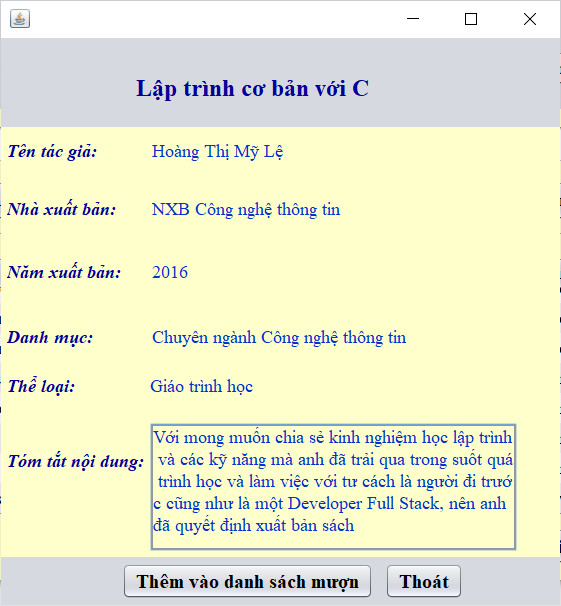 Lập trình cơ bản với C
Tên tác giả: Hoàng Thị Mỹ Lệ
Nhà xuất bản: NXB Công nghệ thông tin
Năm xuất bản: 2016
Danh mục: Chuyên ngành Công nghệ thông tin
Thể loại: Giáo trình học
Tóm tắt nội dung:
Với mong muốn chia sẻ kinh nghiệm học lập trình
và các kỹ năng mà anh đã trải qua trong suốt quá
trình học và làm việc với tư cách là người đi trướ
c cũng như là một Developer Full Stack, nên anh
đã quyết định xuất bản sách
Thêm vào danh sách mượn Thoát